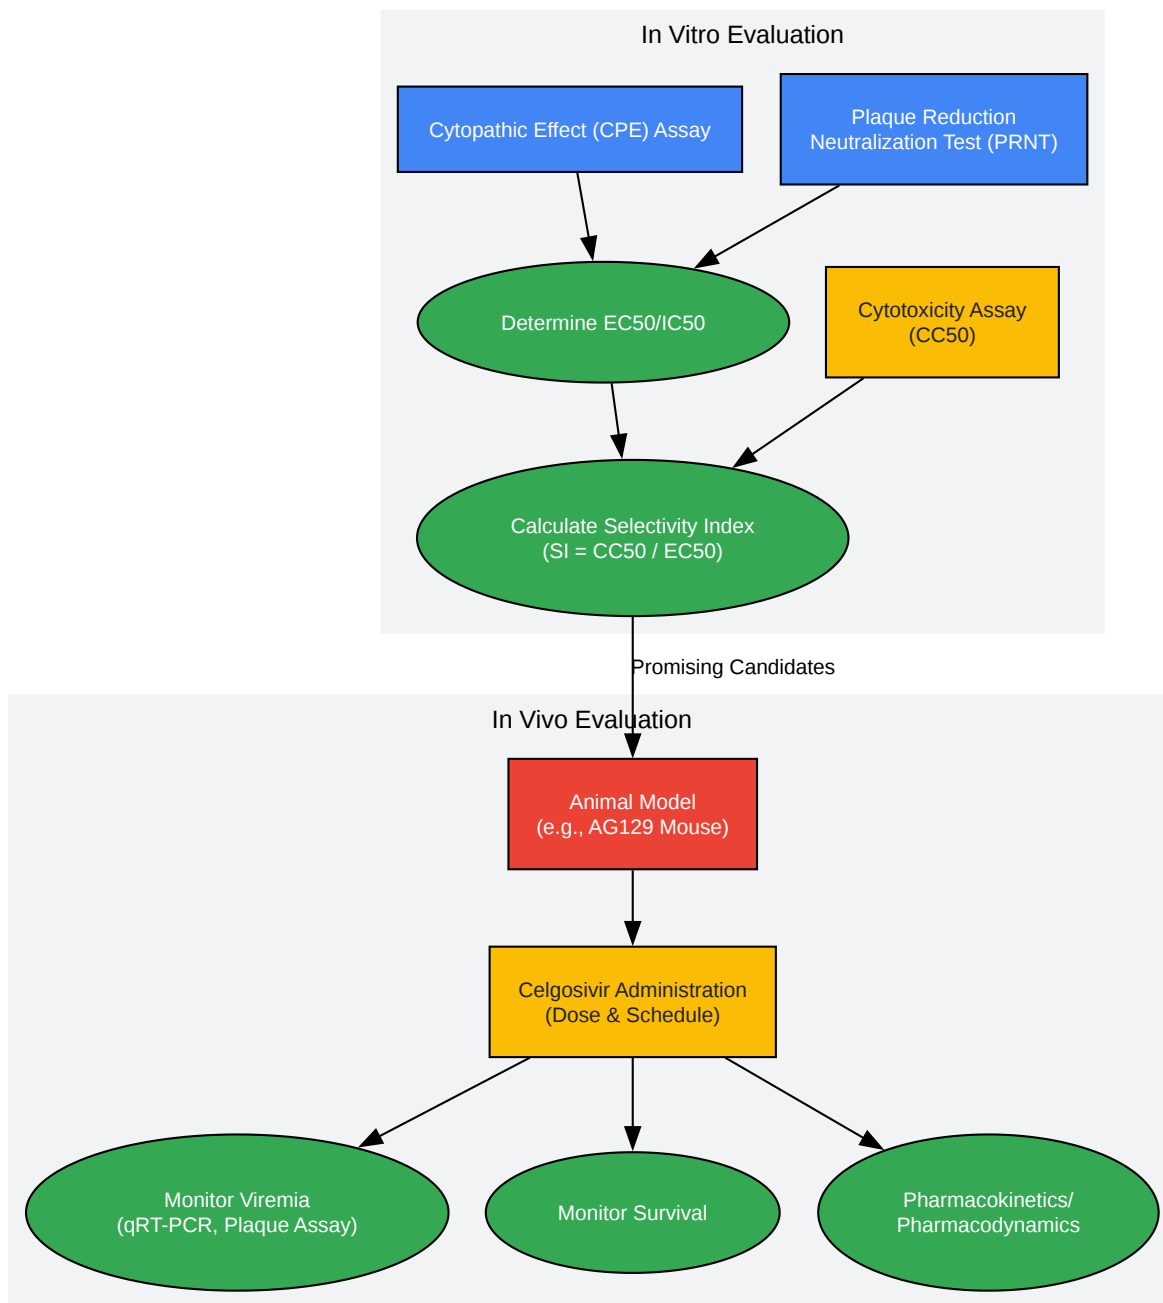 In Vitro Evaluation
Cytopathic Effect (CPE) Assay
Plaque Reduction
Neutralization Test (PRNT)
Determine EC50/IC50
Cytotoxicity Assay
(CC50)
Calculate Selectivity Index
(SI = CC50 / EC50)
Promising Candidates
In Vivo Evaluation
Animal Model
(e.g., AG129 Mouse)
Celgosivir Administration
(Dose & Schedule)
Monitor Viremia
(qRT-PCR, Plaque Assay)
Monitor Survival
Pharmacokinetics/
Pharmacodynamics